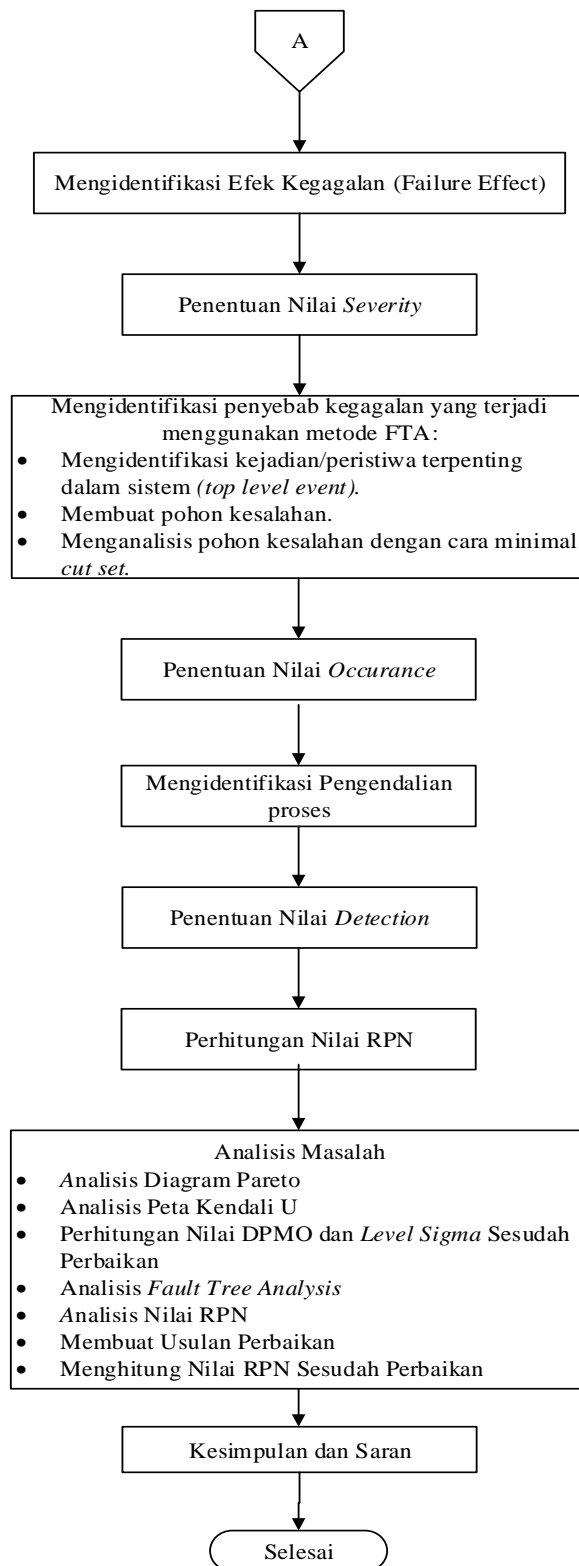 A
Mengidentifikasi Efek Kegagalan (Failure Effect)
Penentuan Nilai Severity
Mengidentifikasi penyebab kegagalan yang terjadi
menggunakan metode FTA:
• Mengidentifikasi kejadian/peristiwa terpenting
dalam sistem (top level event).
• Membuat pohon kesalahan.
• Menganalisis pohon kesalahan dengan cara minimal
cut set.
Penentuan Nilai Occurance
Mengidentifikasi Pengendalian
proses
Penentuan Nilai Detection
Perhitungan Nilai RPN
Analisis Masalah
• Analisis Diagram Pareto
• Analisis Peta Kendali U
• Perhitungan Nilai DPMO dan Level Sigma Sesudah
Perbaikan
• Analisis Fault Tree Analysis
• Analisis Nilai RPN
• Membuat Usulan Perbaikan
• Menghitung Nilai RPN Sesudah Perbaikan
Kesimpulan dan Saran
Selesai